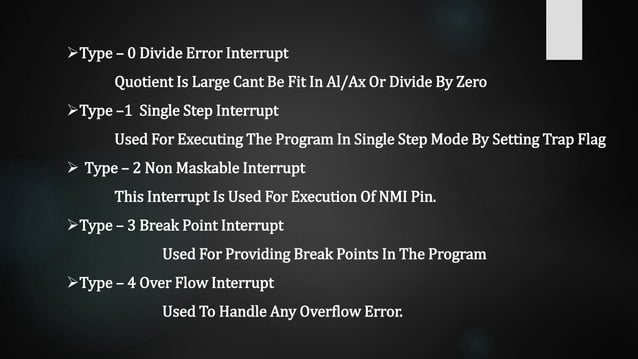 ➢Type – 0 Divide Error Interrupt
Quotient Is Large Cant Be Fit In Al/Ax Or Divide By Zero
➢Type –1 Single Step Interrupt
Used For Executing The Program In Single Step Mode By Setting Trap Flag
➢ Type – 2 Non Maskable Interrupt
This Interrupt Is Used For Execution Of NMI Pin.
➢Type – 3 Break Point Interrupt
Used For Providing Break Points In The Program
➢Type – 4 Over Flow Interrupt
Used To Handle Any Overflow Error.